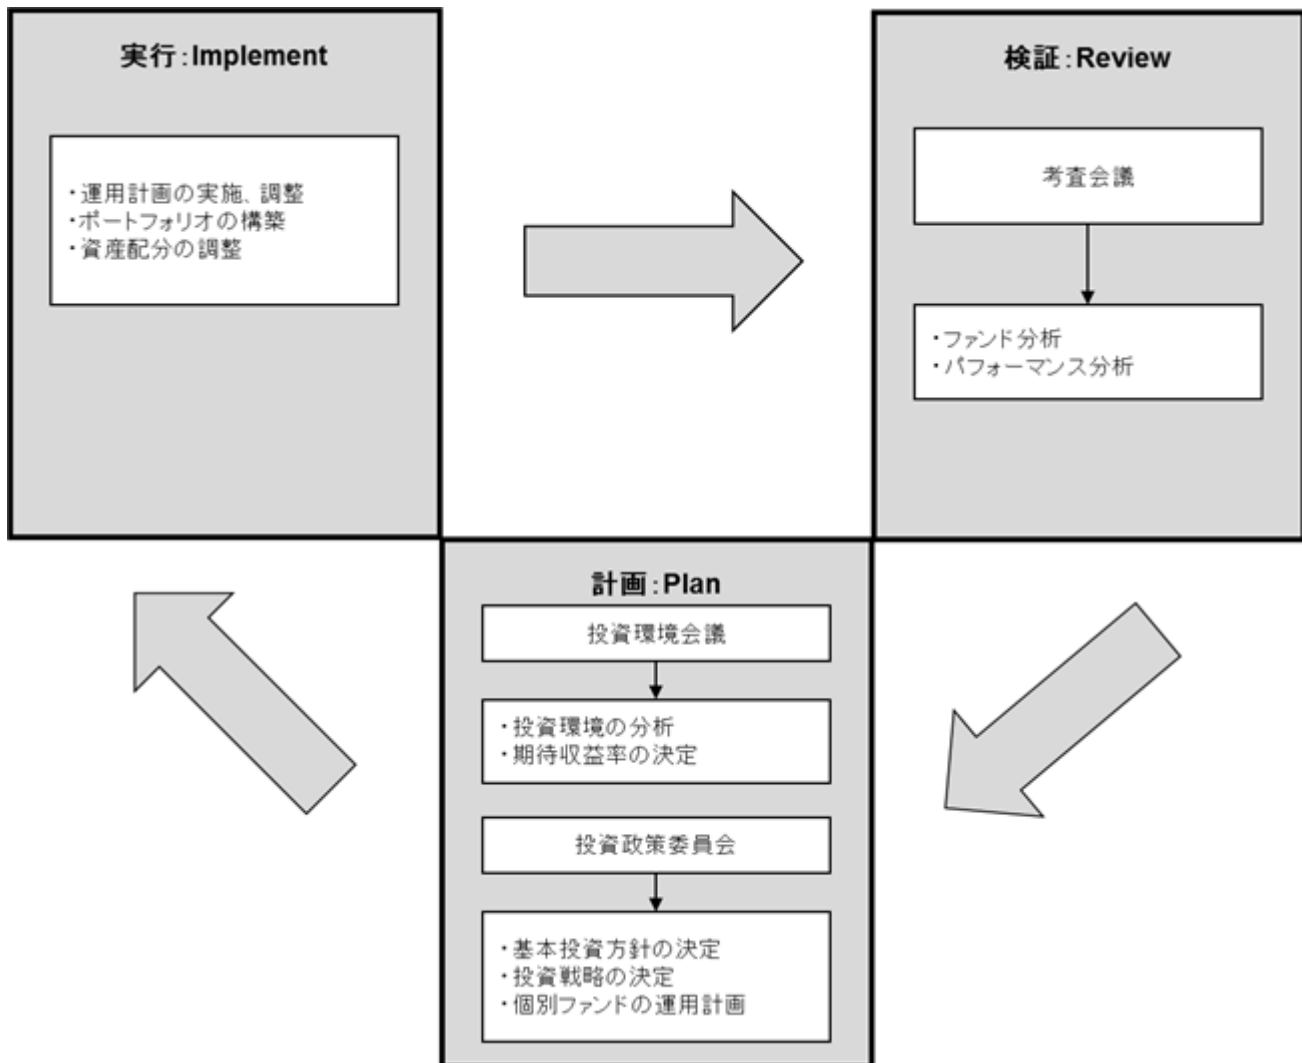 実行：Implement
・運用計画の実施、調整
・ポートフォリオの構築
・資産配分の調整
検証：Review
考査会議
・ファンド分析
・パフォーマンス分析
計画：Plan
投資環境会議
・投資環境の分析
・期待収益率の決定
投資政策委員会
・基本投資方針の決定
・投資戦略の決定
・個別ファンドの運用計画